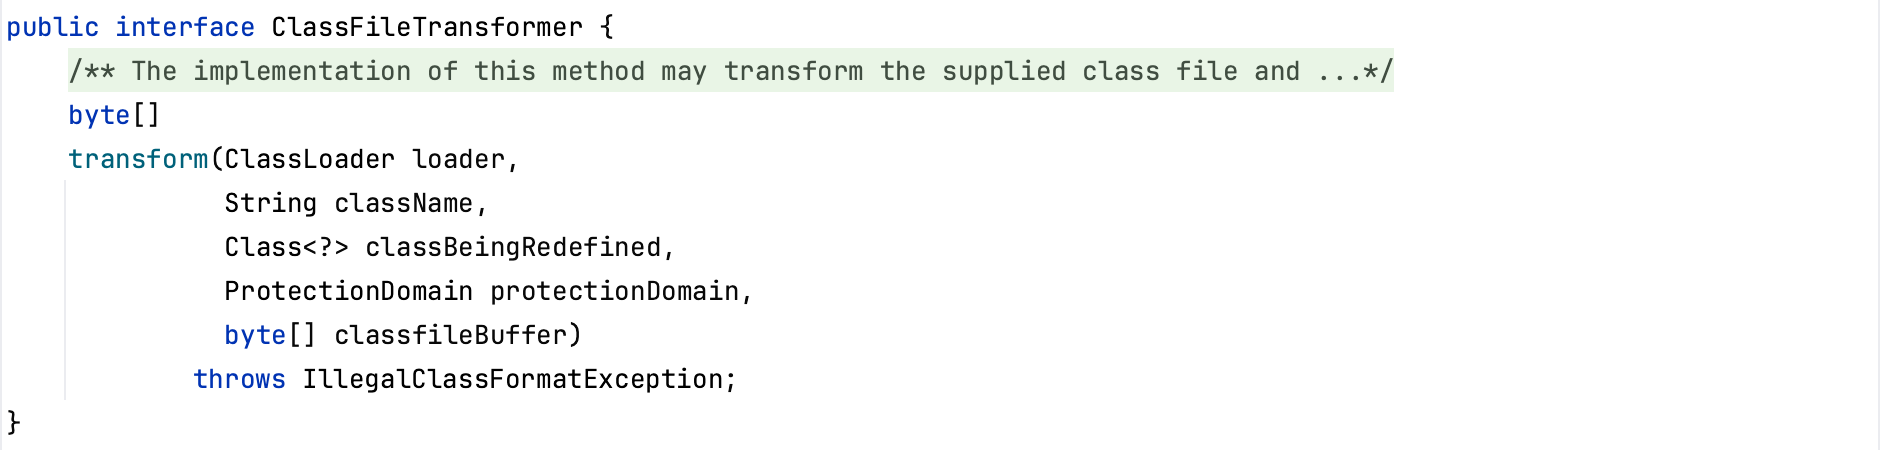 public interface ClassFileTransformer {
/** The implementation of this method may transform the supplied class file and ...*/
byte[]
transform(ClassLoader loader,
String className,
Class<?> classBeingRedefined,
ProtectionDomain protectionDomain,
byte[] classfileBuffer)
throws IllegalClassFormatException;
}